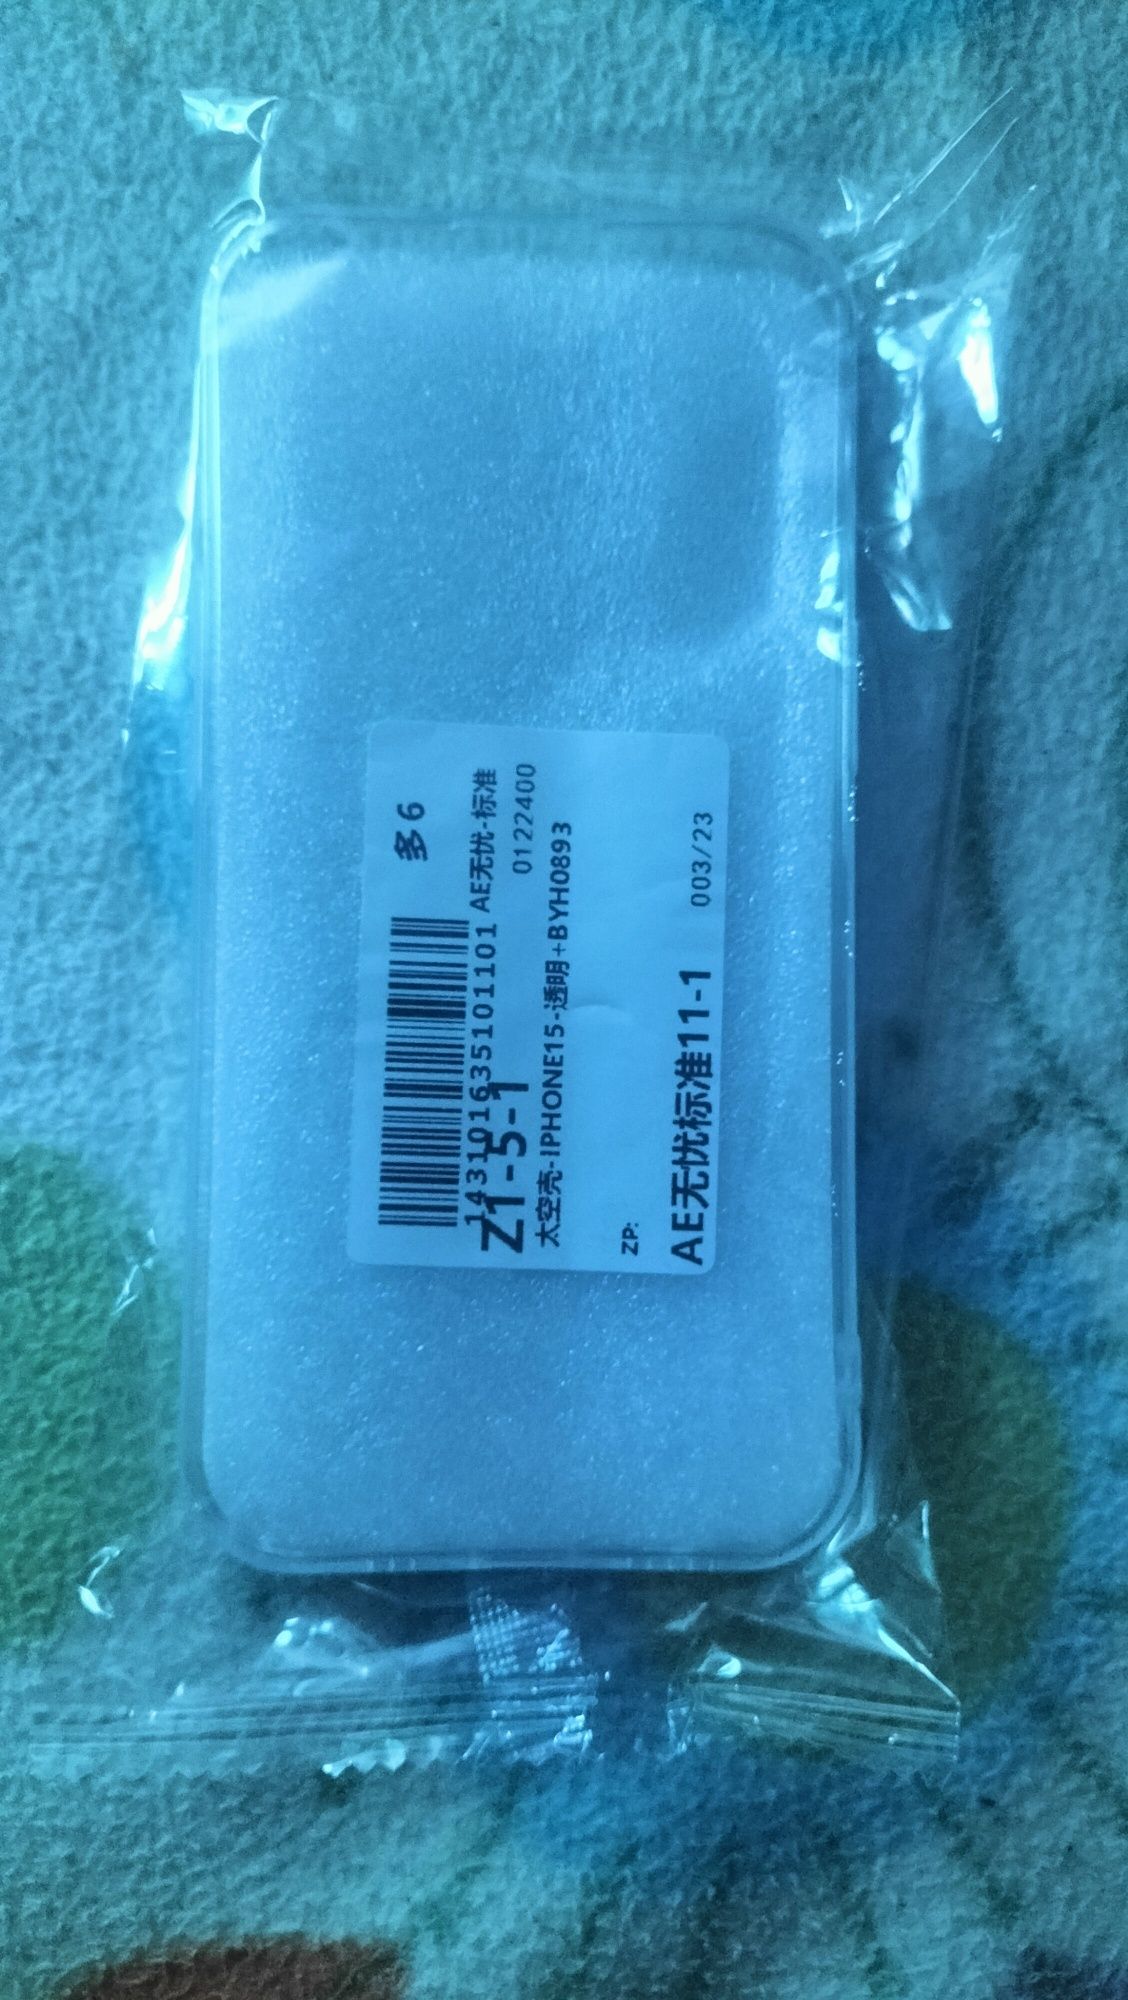 多6
143101635101101 AE无忧-标准
Z1-5-1 0122400
太空壳-IPHONE15-透明+BYH0893
ZP:
AE无忧标准11-1 003/23